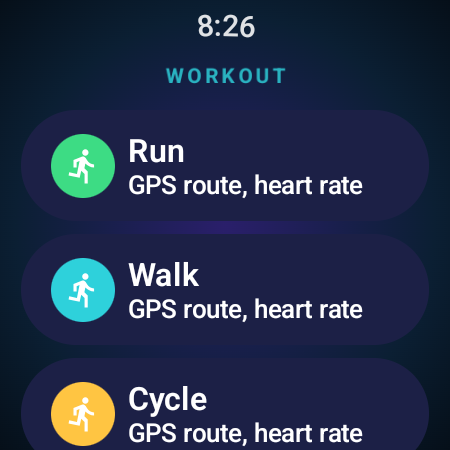 8:26
WORKOUT
Run
GPS route, heart rate
Walk
GPS route, heart rate
Cycle
GPS route, heart rate